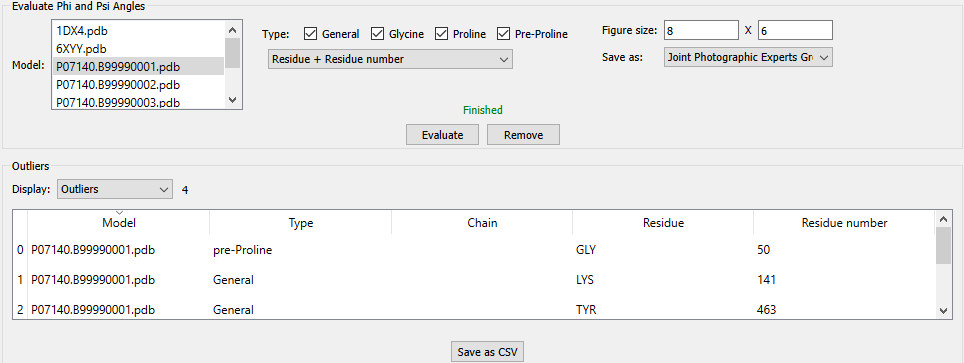 Evaluate Phi and Psi Angles
Model:
1DX4.pdb
6XYY.pdb
P07140.B99990001.pdb
P07140.B99990002.pdb
P07140.B99990003.pdb
Type: General Glycine Proline Pre-Proline
Residue + Residue number
Figure size: 8 X 6
Save as: Joint Photographic Experts Gr
Finished
Evaluate Remove
Outliers
Display: Outliers 4
Model Type Chain Residue Residue number
0 P07140.B99990001.pdb pre-Proline GLY 50
1 P07140.B99990001.pdb General LYS 141
2 P07140.B99990001.pdb General TYR 463
Save as CSV